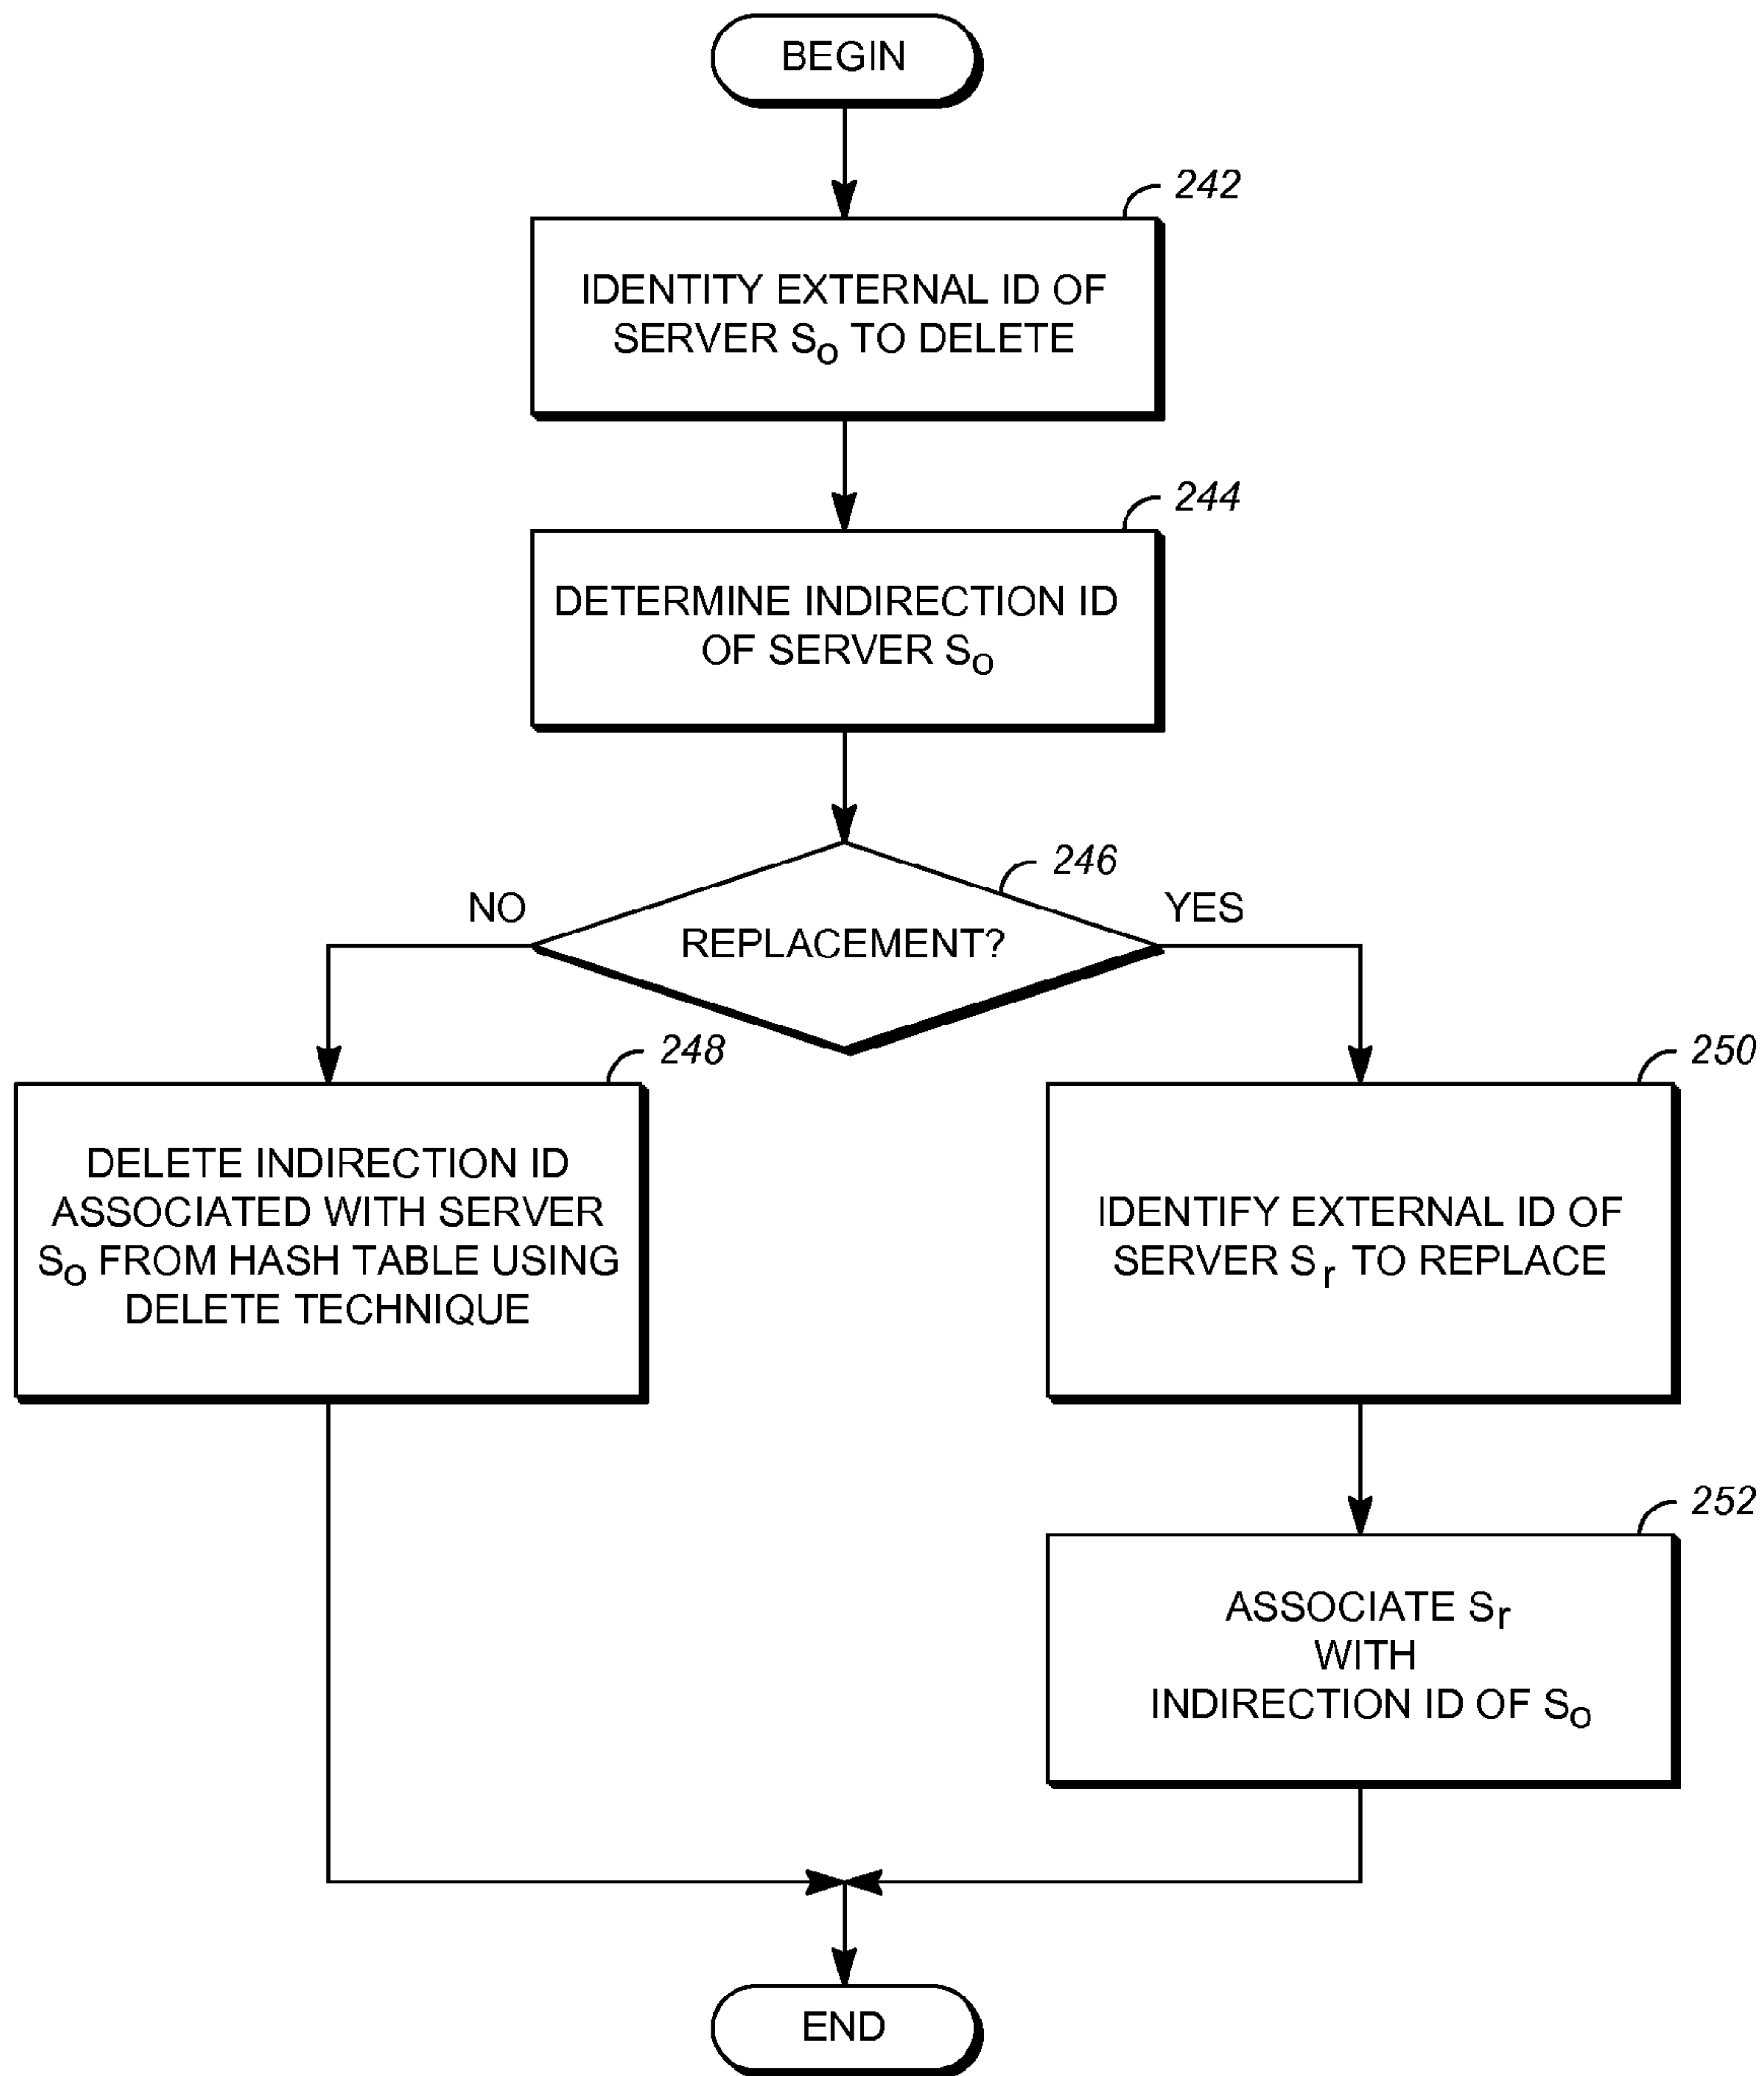 BEGIN
242
IDENTITY EXTERNAL ID OF
SERVER So TO DELETE
244
DETERMINE INDIRECTION ID
OF SERVER So
246
NO
YES
REPLACEMENT?
248
250
DELETE INDIRECTION ID
ASSOCIATED WITH SERVER
So FROM HASH TABLE USING
DELETE TECHNIQUE
IDENTIFY EXTERNAL ID OF
SERVER Sr TO REPLACE
252
ASSOCIATE Sr
WITH
INDIRECTION ID OF So
END